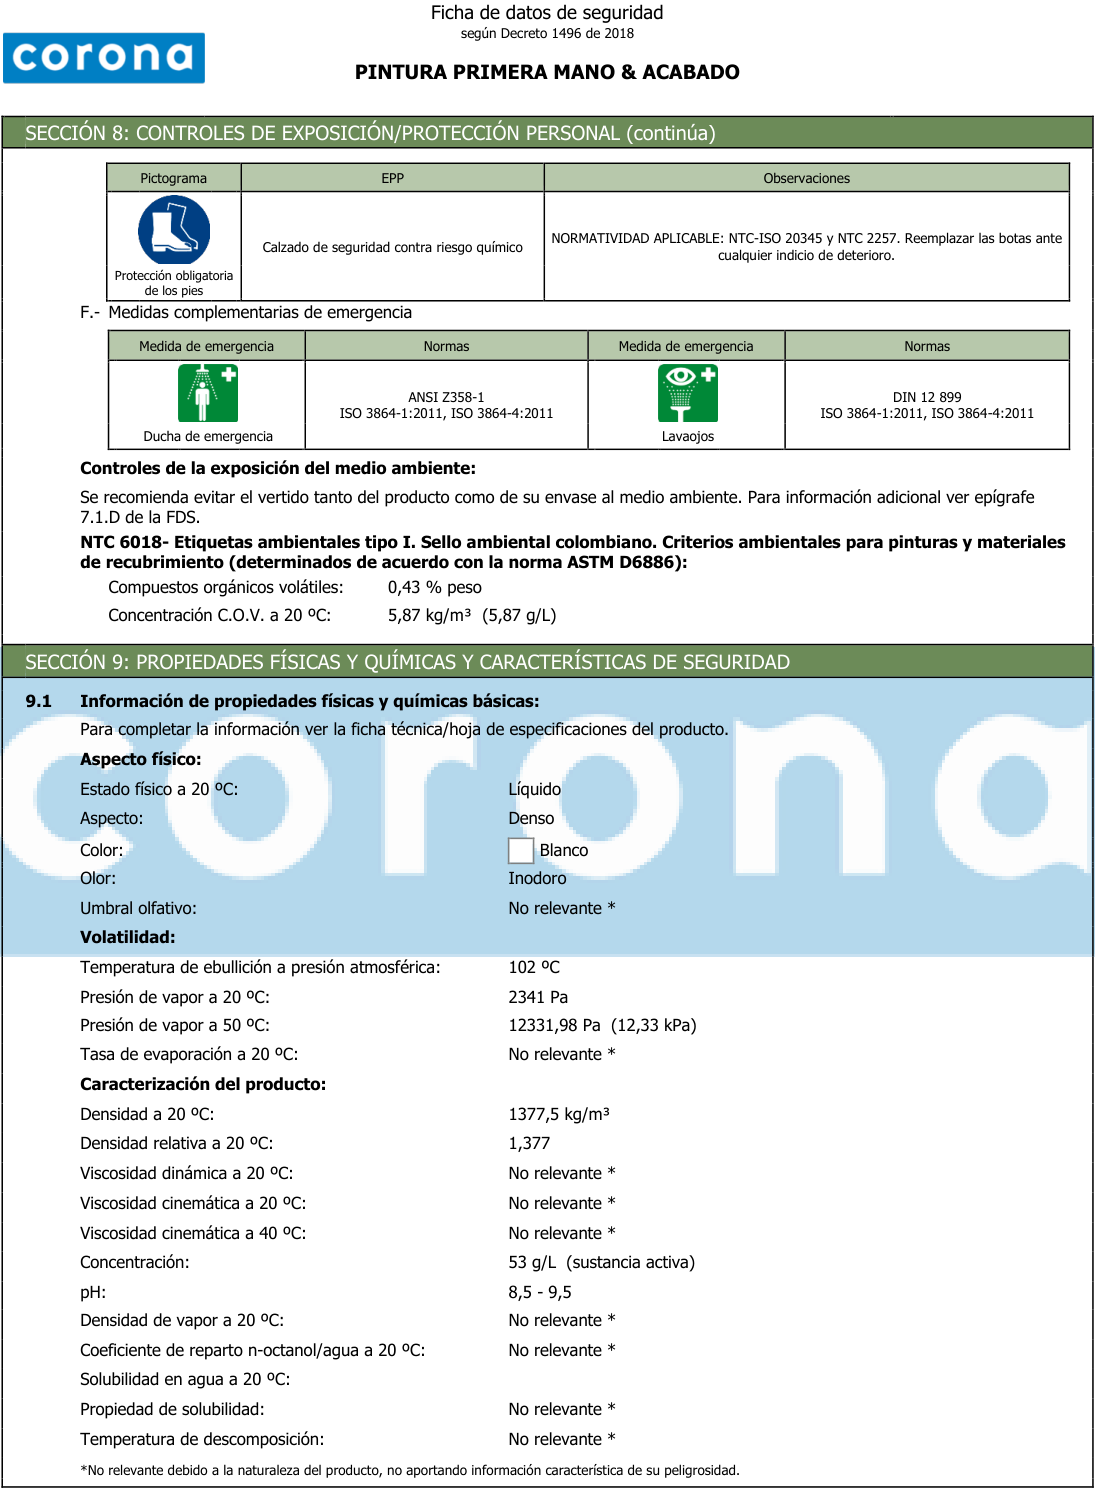 Ficha de datos de seguridad
según Decreto 1496 de 2018
corona
PINTURA PRIMERA MANO & ACABADO
SECCIÓN 8: CONTROLES DE EXPOSICIÓN/PROTECCIÓN PERSONAL (continúa)
Pictograma EPP Observaciones
Protección obligatoria
de los pies
Calzado de seguridad contra riesgo químico
NORMATIVIDAD APLICABLE: NTC-ISO 20345 y NTC 2257. Reemplazar las botas ante
cualquier indicio de deterioro.
F.- Medidas complementarias de emergencia
Medida de emergencia Normas Medida de emergencia Normas
Ducha de emergencia
ANSI Z358-1
ISO 3864-1:2011, ISO 3864-4:2011
Lavaojos
DIN 12 899
ISO 3864-1:2011, ISO 3864-4:2011
Controles de la exposición del medio ambiente:
Se recomienda evitar el vertido tanto del producto como de su envase al medio ambiente. Para información adicional ver epígrafe
7.1.D de la FDS.
NTC 6018- Etiquetas ambientales tipo I. Sello ambiental colombiano. Criterios ambientales para pinturas y materiales
de recubrimiento (determinados de acuerdo con la norma ASTM D6886):
Compuestos orgánicos volátiles: 0,43 % peso
Concentración C.O.V. a 20 ºC: 5,87 kg/m³ (5,87 g/L)
SECCIÓN 9: PROPIEDADES FÍSICAS Y QUÍMICAS Y CARACTERÍSTICAS DE SEGURIDAD
9.1 Información de propiedades físicas y químicas básicas:
Para completar la información ver la ficha técnica/hoja de especificaciones del producto.
corona
Aspecto físico:
Estado físico a 20 ºC: Líquido
Aspecto: Denso
Color: Blanco
Olor: Inodoro
Umbral olfativo: No relevante *
Volatilidad:
Temperatura de ebullición a presión atmosférica: 102 ºC
Presión de vapor a 20 ºC: 2341 Pa
Presión de vapor a 50 ºC: 12331,98 Pa (12,33 kPa)
Tasa de evaporación a 20 ºC: No relevante *
Caracterización del producto:
Densidad a 20 ºC: 1377,5 kg/m³
Densidad relativa a 20 ºC: 1,377
Viscosidad dinámica a 20 ºC: No relevante *
Viscosidad cinemática a 20 ºC: No relevante *
Viscosidad cinemática a 40 ºC: No relevante *
Concentración: 53 g/L (sustancia activa)
pH: 8,5 - 9,5
Densidad de vapor a 20 ºC: No relevante *
Coeficiente de reparto n-octanol/agua a 20 ºC: No relevante *
Solubilidad en agua a 20 ºC:
Propiedad de solubilidad: No relevante *
Temperatura de descomposición: No relevante *
*No relevante debido a la naturaleza del producto, no aportando información característica de su peligrosidad.